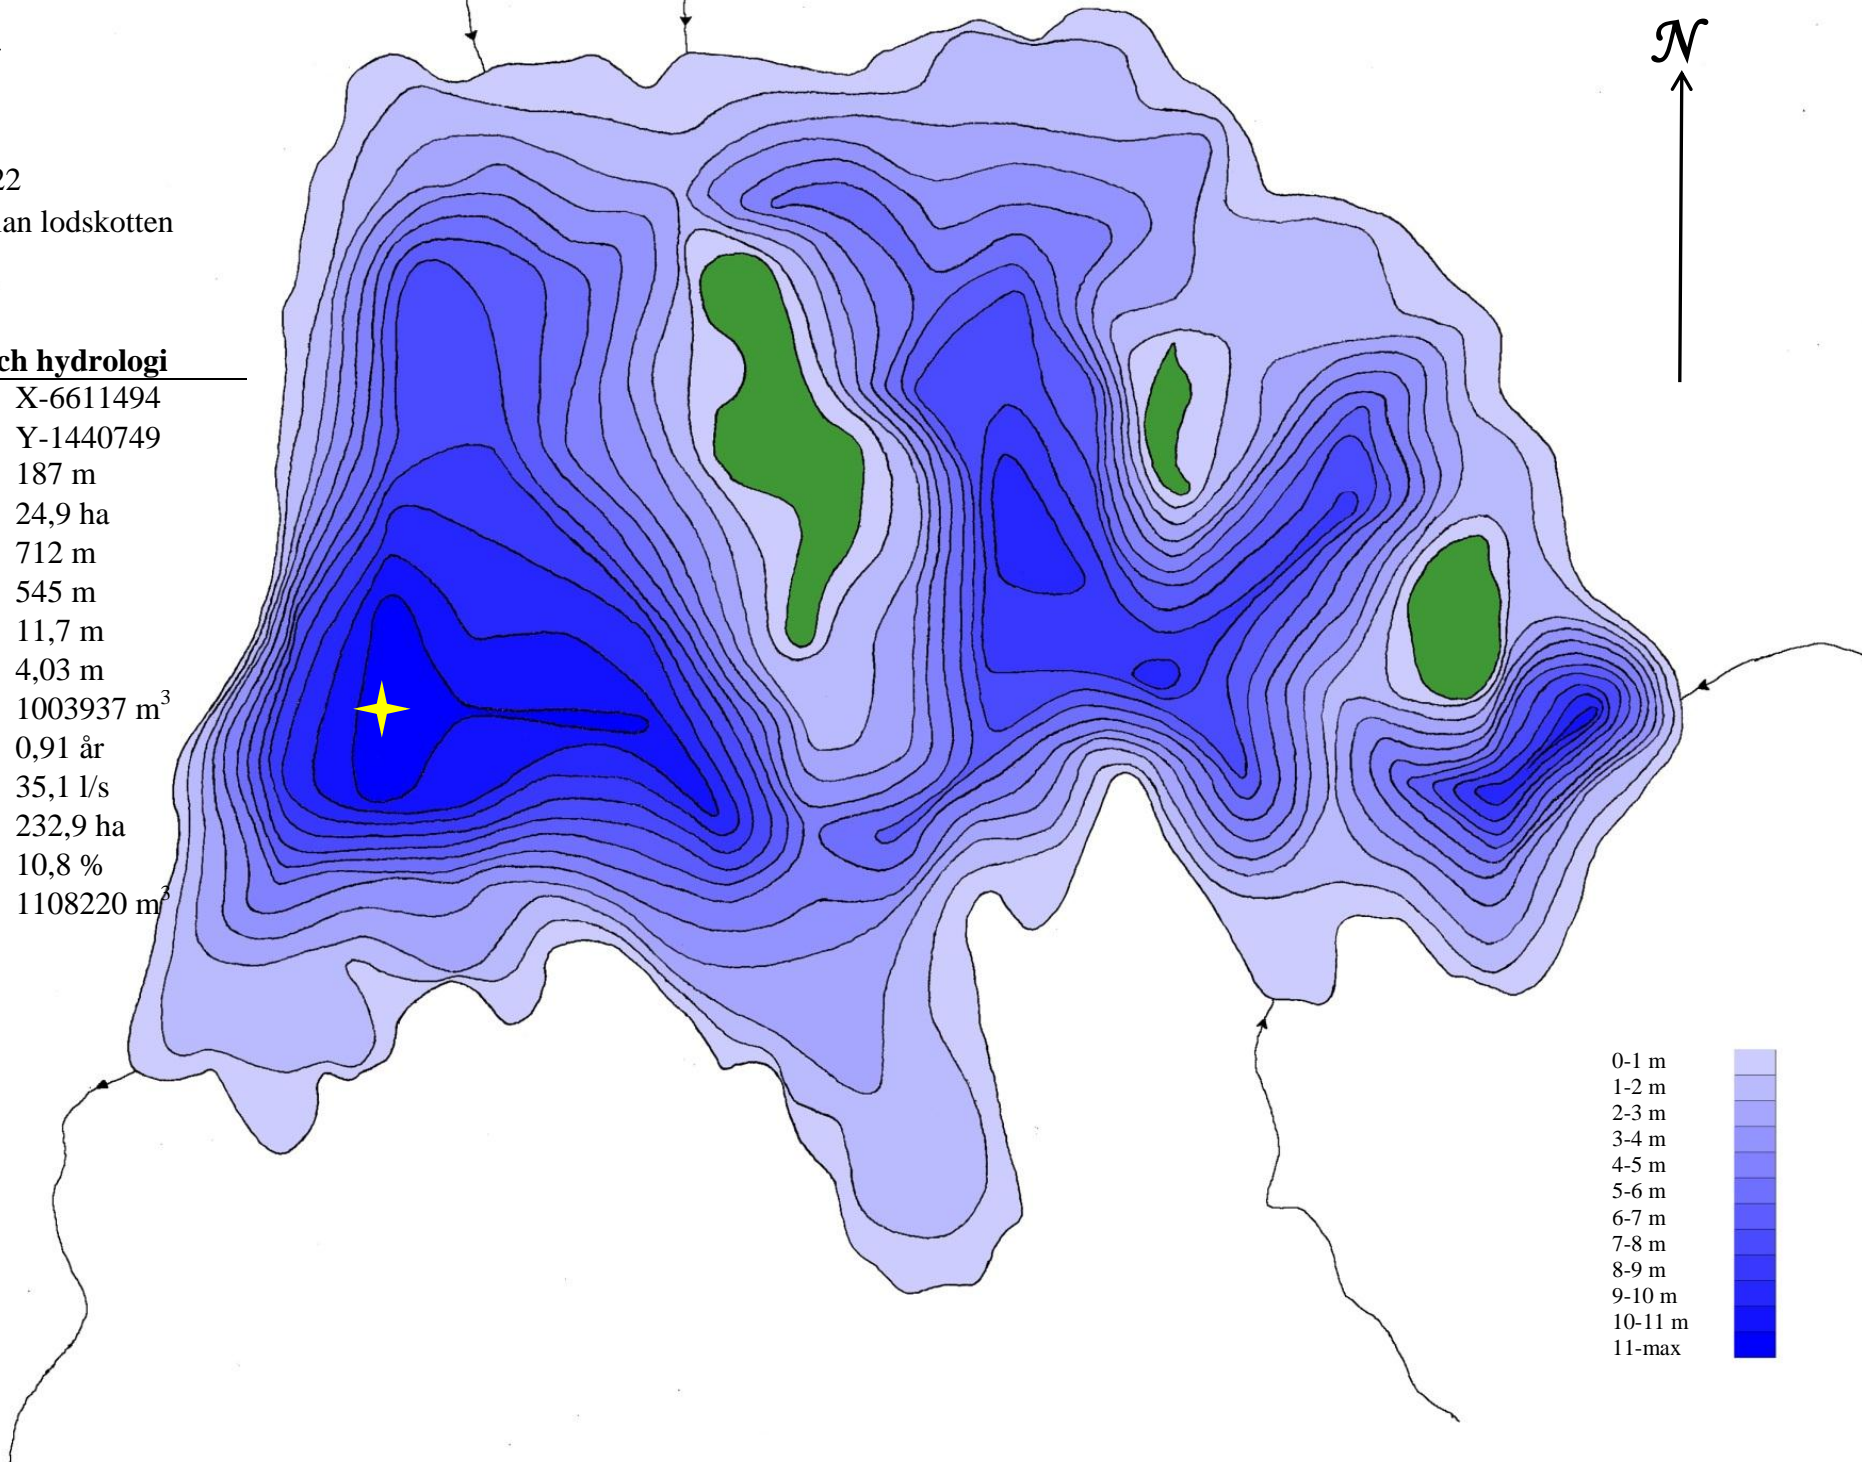 22
an lodskotten
N
ch hydrologi
X-6611494
Y-1440749
187 m
24,9 ha
712 m
545 m
11,7 m
4,03 m
1003937 m³
0,91 år
35,1 l/s
232,9 ha
10,8 %
1108220 m³
0-1 m
1-2 m
2-3 m
3-4 m
4-5 m
5-6 m
6-7 m
7-8 m
8-9 m
9-10 m
10-11 m
11-max